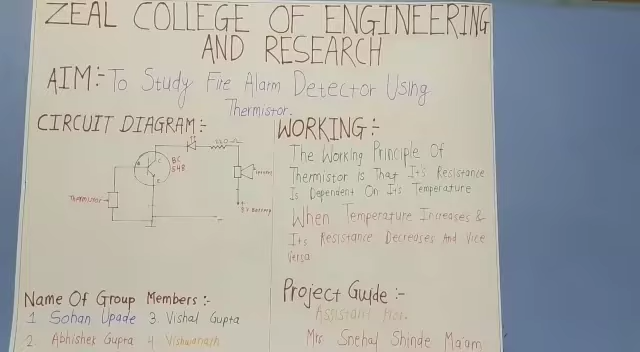 ZEAL COLLEGE OF ENGINEERING
AND RESEARCH
AIM:- To Study Fire Alarm Detector Using
Thermistor.
CIRCUIT DIAGRAM:-
BC
548
Thermistor
9V Battery
WORKING:-
The Working Principle Of
Thermistor Is That It's Resistance
Is Dependent On Its Temperature
When Temperature Increases &
Its Resistance Decreases And Vice
Versa
Name Of Group Members:-
1 Sohan Upade 3. Vishal Gupta
2. Abhishek Gupta 4 Vishwanath
Project Guide:-
Assistant
Mrs Snehal Shinde Ma'am